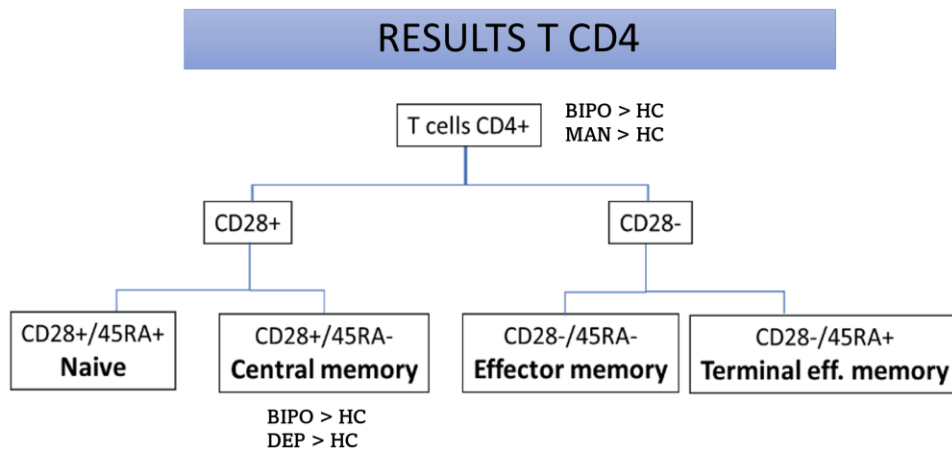 RESULTS T CD4
T cells CD4+
BIPO > HC
MAN > HC
CD28+
CD28-
CD28+/45RA+
Naive
CD28+/45RA-
Central memory
CD28-/45RA-
Effector memory
CD28-/45RA+
Terminal eff. memory
BIPO > HC
DEP > HC